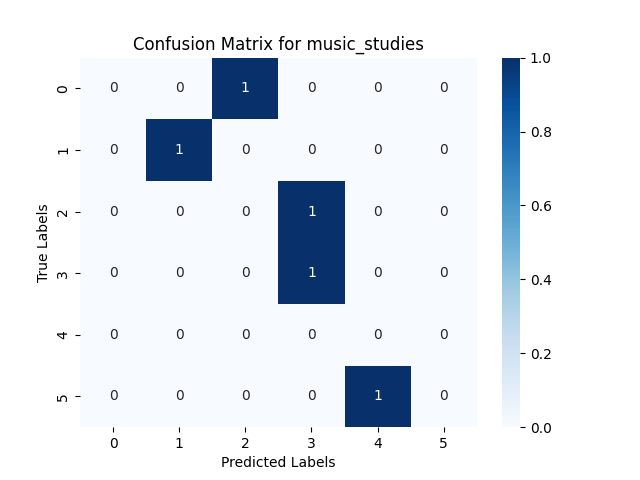 Confusion Matrix for music_studies
True Labels
0 0 0 1 0 0 0
1 0 1 0 0 0 0
2 0 0 0 1 0 0
3 0 0 0 1 0 0
4 0 0 0 0 0 0
5 0 0 0 0 1 0
0 1 2 3 4 5
Predicted Labels
1.0
0.8
0.6
0.4
0.2
0.0